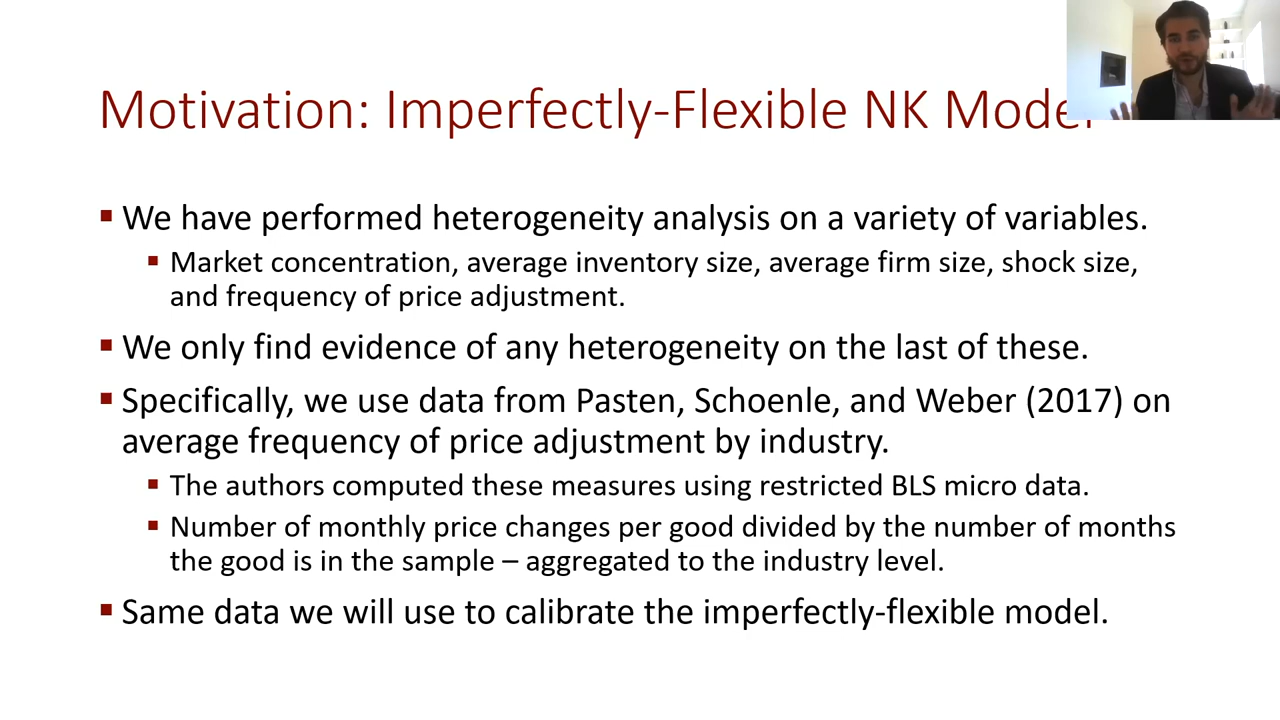 Motivation: Imperfectly-Flexible NK Model
We have performed heterogeneity analysis on a variety of variables.
Market concentration, average inventory size, average firm size, shock size,
and frequency of price adjustment.
We only find evidence of any heterogeneity on the last of these.
Specifically, we use data from Pasten, Schoenle, and Weber (2017) on
average frequency of price adjustment by industry.
The authors computed these measures using restricted BLS micro data.
Number of monthly price changes per good divided by the number of months
the good is in the sample – aggregated to the industry level.
Same data we will use to calibrate the imperfectly-flexible model.